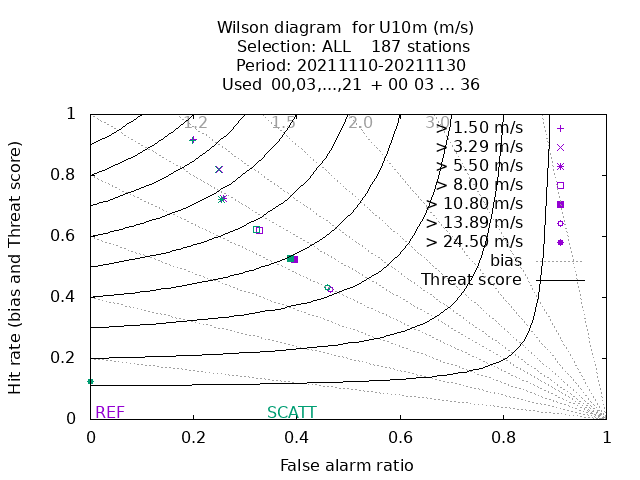 Wilson diagram  for U10m (m/s)
Selection: ALL    187 stations
Period: 20211110-20211130
Used  00,03,...,21  + 00 03 ... 36
1.2 1.5 2.0 3.0
> 1.50 m/s
> 3.29 m/s
> 5.50 m/s
> 8.00 m/s
> 10.80 m/s
> 13.89 m/s
> 24.50 m/s
bias
Threat score
1
0.8
0.6
0.4
0.2
0
Hit rate (bias and Threat score)
REF SCATT
0 0.2 0.4 0.6 0.8 1
False alarm ratio